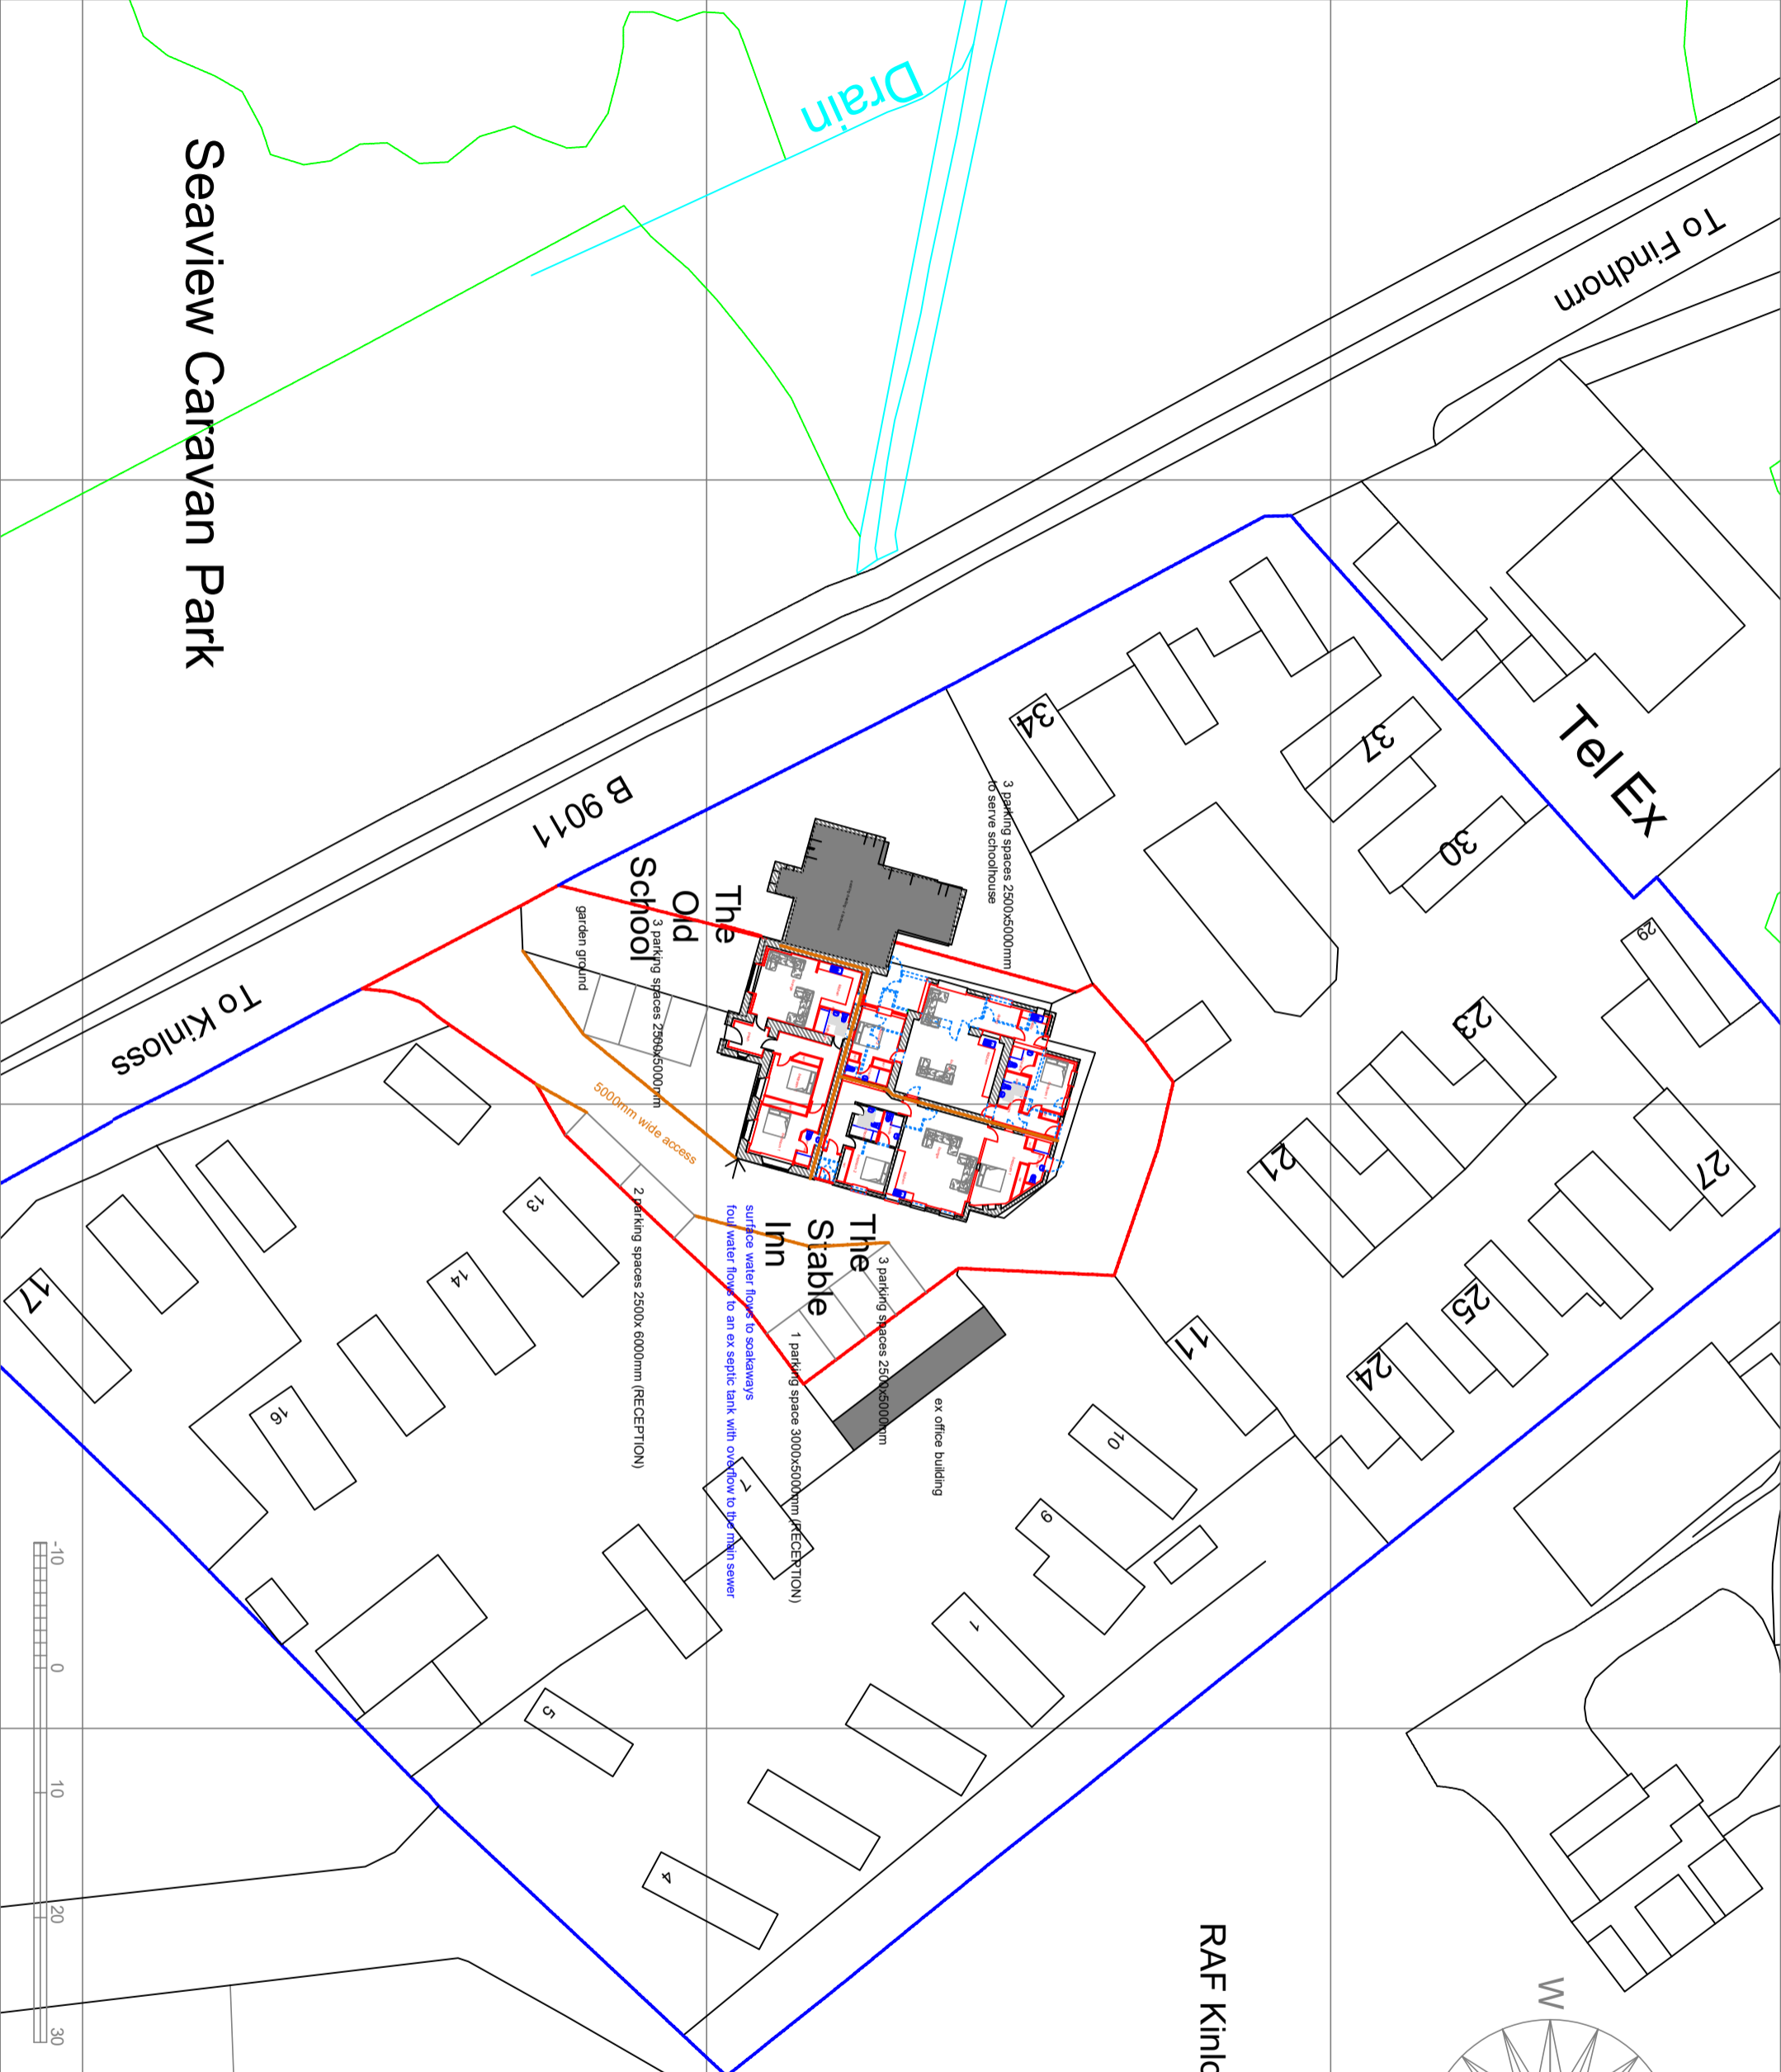 Drain
To Findhorn
Seaview Caravan Park
B 9011
To Kinloss
Tel Ex
34
37
30
29
23
21
27
25
24
11
10
9
1
7
5
4
13
14
16
17
3 parking spaces 2500x5000mm
to serve schoolhouse
The
Old
School
3 parking spaces 2500x5000mm
garden ground
5000mm wide access
The
Stable
Inn
3 parking spaces 2500x5000mm
1 parking space 3000x5000mm (RECEPTION)
2 parking spaces 2500x 6000mm (RECEPTION)
surface water flows to soakaways
foul water flows to an ex septic tank with overflow to the main sewer
ex office building
RAF Kinlo
W
-10
0
10
20
30